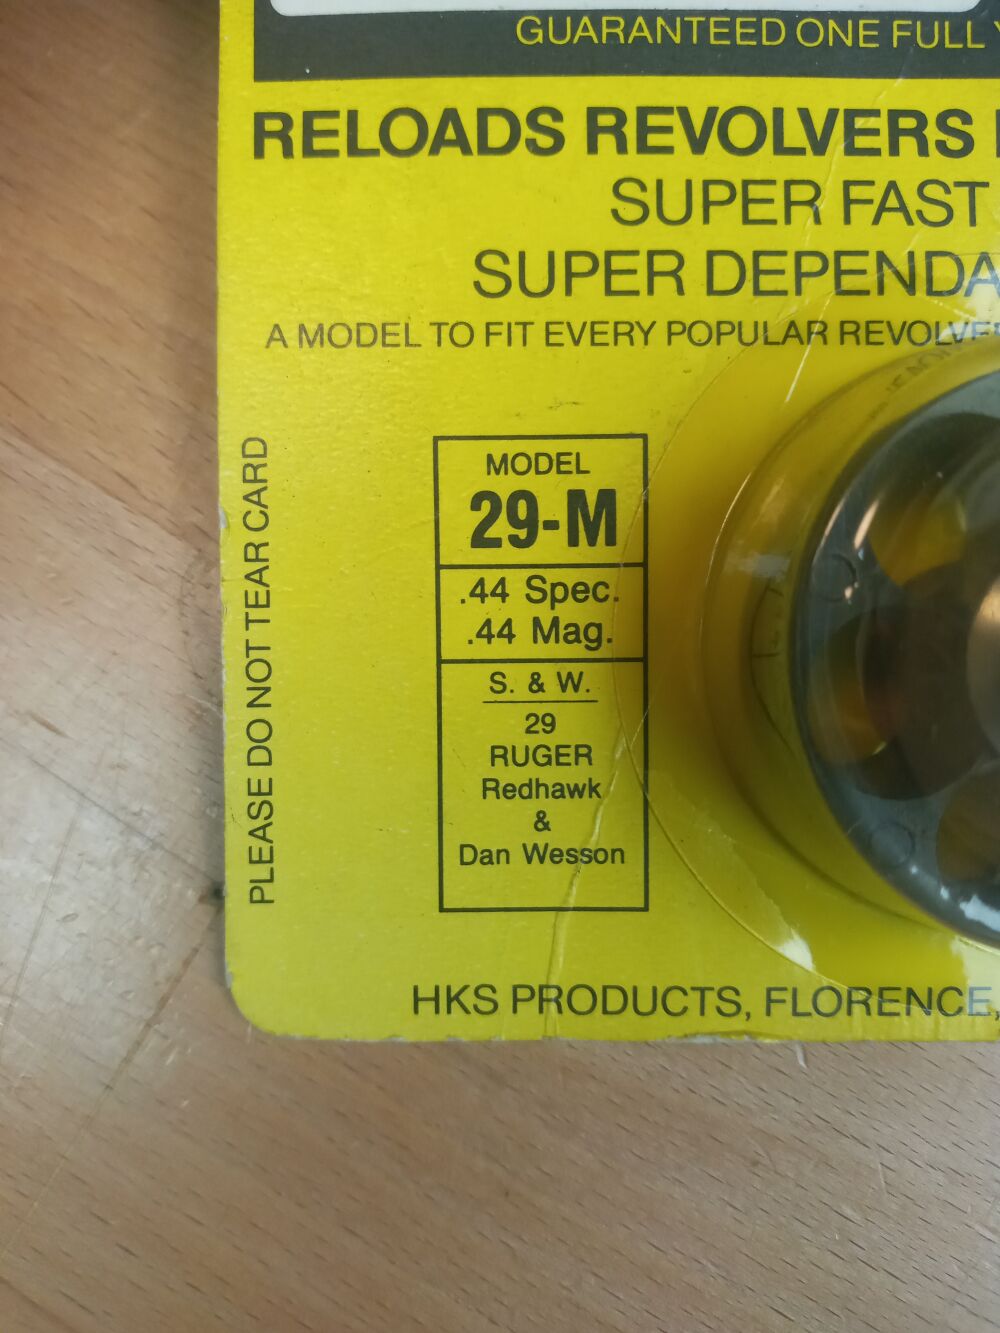 GUARANTEED ONE FULL
RELOADS REVOLVERS
SUPER FAST
SUPER DEPENDA
A MODEL TO FIT EVERY POPULAR REVOLVE
PLEASE DO NOT TEAR CARD
MODEL
29-M
.44 Spec.
.44 Mag.
S. & W.
29
RUGER
Redhawk
&
Dan Wesson
HKS PRODUCTS, FLORENCE,